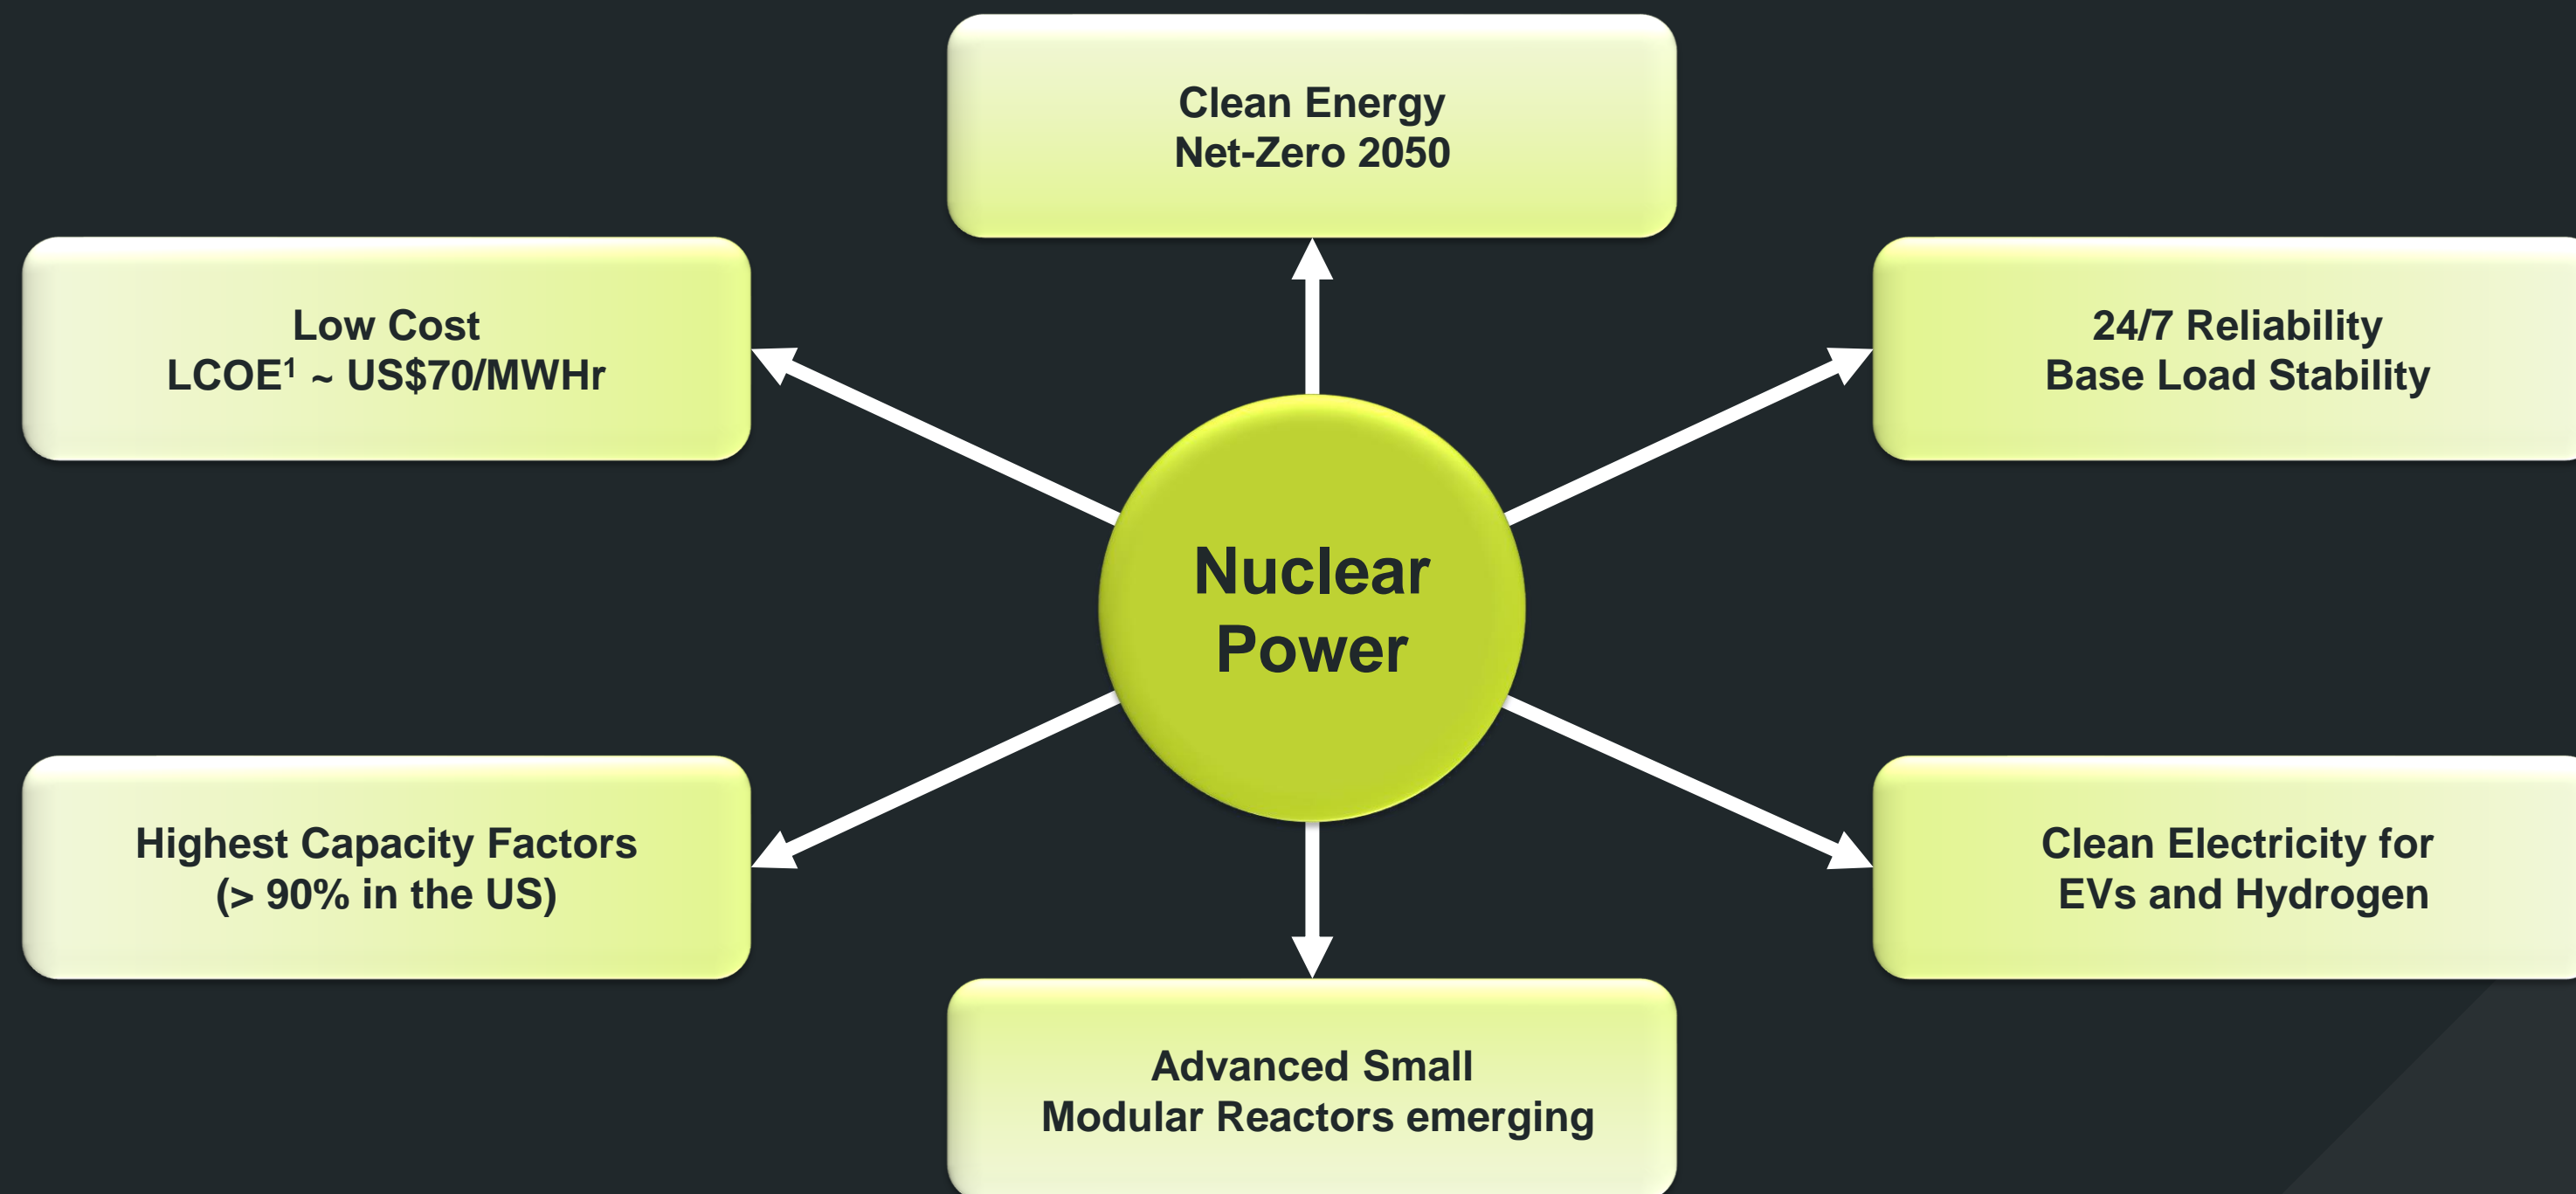 Clean Energy
Net-Zero 2050
Low Cost
LCOE¹ ~ US$70/MWHr
24/7 Reliability
Base Load Stability
Nuclear
Power
Highest Capacity Factors
(> 90% in the US)
Clean Electricity for
EVs and Hydrogen
Advanced Small
Modular Reactors emerging